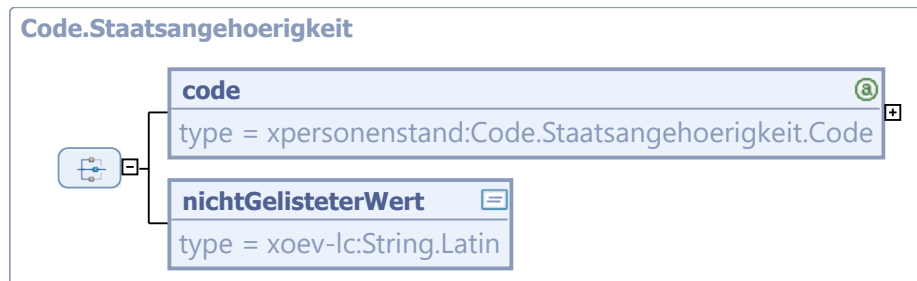 Code.Staatsangehoerigkeit
code
type = xpersonenstand:Code.Staatsangehoerigkeit.Code
nichtGelisteterWert
type = xoev-lc:String.Latin